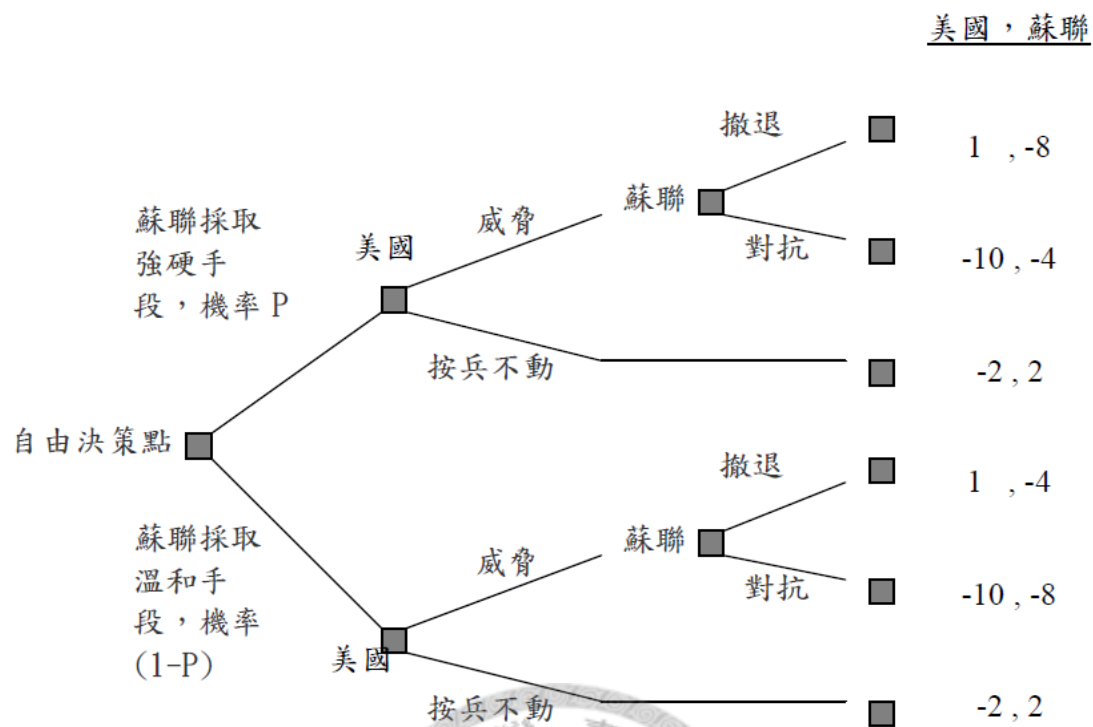 美國，蘇聯
撤退
1 , -8
蘇聯
威脅
蘇聯採取
強硬手
段，機率 P
美國
對抗
-10 , -4
按兵不動
-2 , 2
自由決策點
撤退
1 , -4
蘇聯採取
溫和手
段，機率
(1-P)
蘇聯
威脅
對抗
-10 , -8
美國
按兵不動
-2 , 2